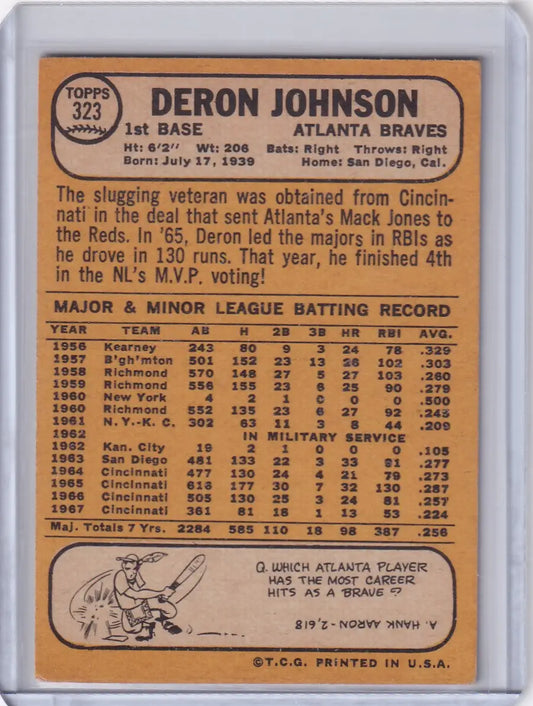 TOPPS
323
DERON JOHNSON
1st BASE ATLANTA BRAVES
Ht: 6'2" Wt: 206 Bats: Right Throws: Right
Born: July 17, 1939 Home: San Diego, Cal.
The slugging veteran was obtained from Cincin-
nati in the deal that sent Atlanta's Mack Jones to
the Reds. In '65, Deron led the majors in RBIs as
he drove in 130 runs. That year, he finished 4th
in the NL's M.V.P. voting!
MAJOR & MINOR LEAGUE BATTING RECORD
YEAR TEAM AB H 2B 3B HR RBI AVG.
1956 Kearney 243 80 9 3 24 78 .329
1957 B'gh'mton 501 152 23 13 26 102 .303
1958 Richmond 570 148 27 5 27 103 .260
1959 Richmond 556 155 23 6 25 90 .279
1960 New York 4 2 1 0 0 0 .500
1960 Richmond 552 135 23 6 27 92 .245
1961 N.Y.-K.C. 302 63 11 3 8 44 .209
1962 IN MILITARY SERVICE
1962 Kan. City 19 2 1 0 0 0 .105
1963 San Diego 481 133 22 3 33 91 .277
1964 Cincinnati 477 130 24 4 21 79 .273
1965 Cincinnati 616 177 30 7 32 130 .287
1966 Cincinnati 505 130 25 3 24 81 .257
1967 Cincinnati 361 81 18 1 13 53 .224
Maj. Totals 7 Yrs. 2284 585 110 18 98 387 .256
Q. WHICH ATLANTA PLAYER
HAS THE MOST CAREER
HITS AS A BRAVE?
A. HANK AARON-2,618
©T.C.G. PRINTED IN U.S.A.